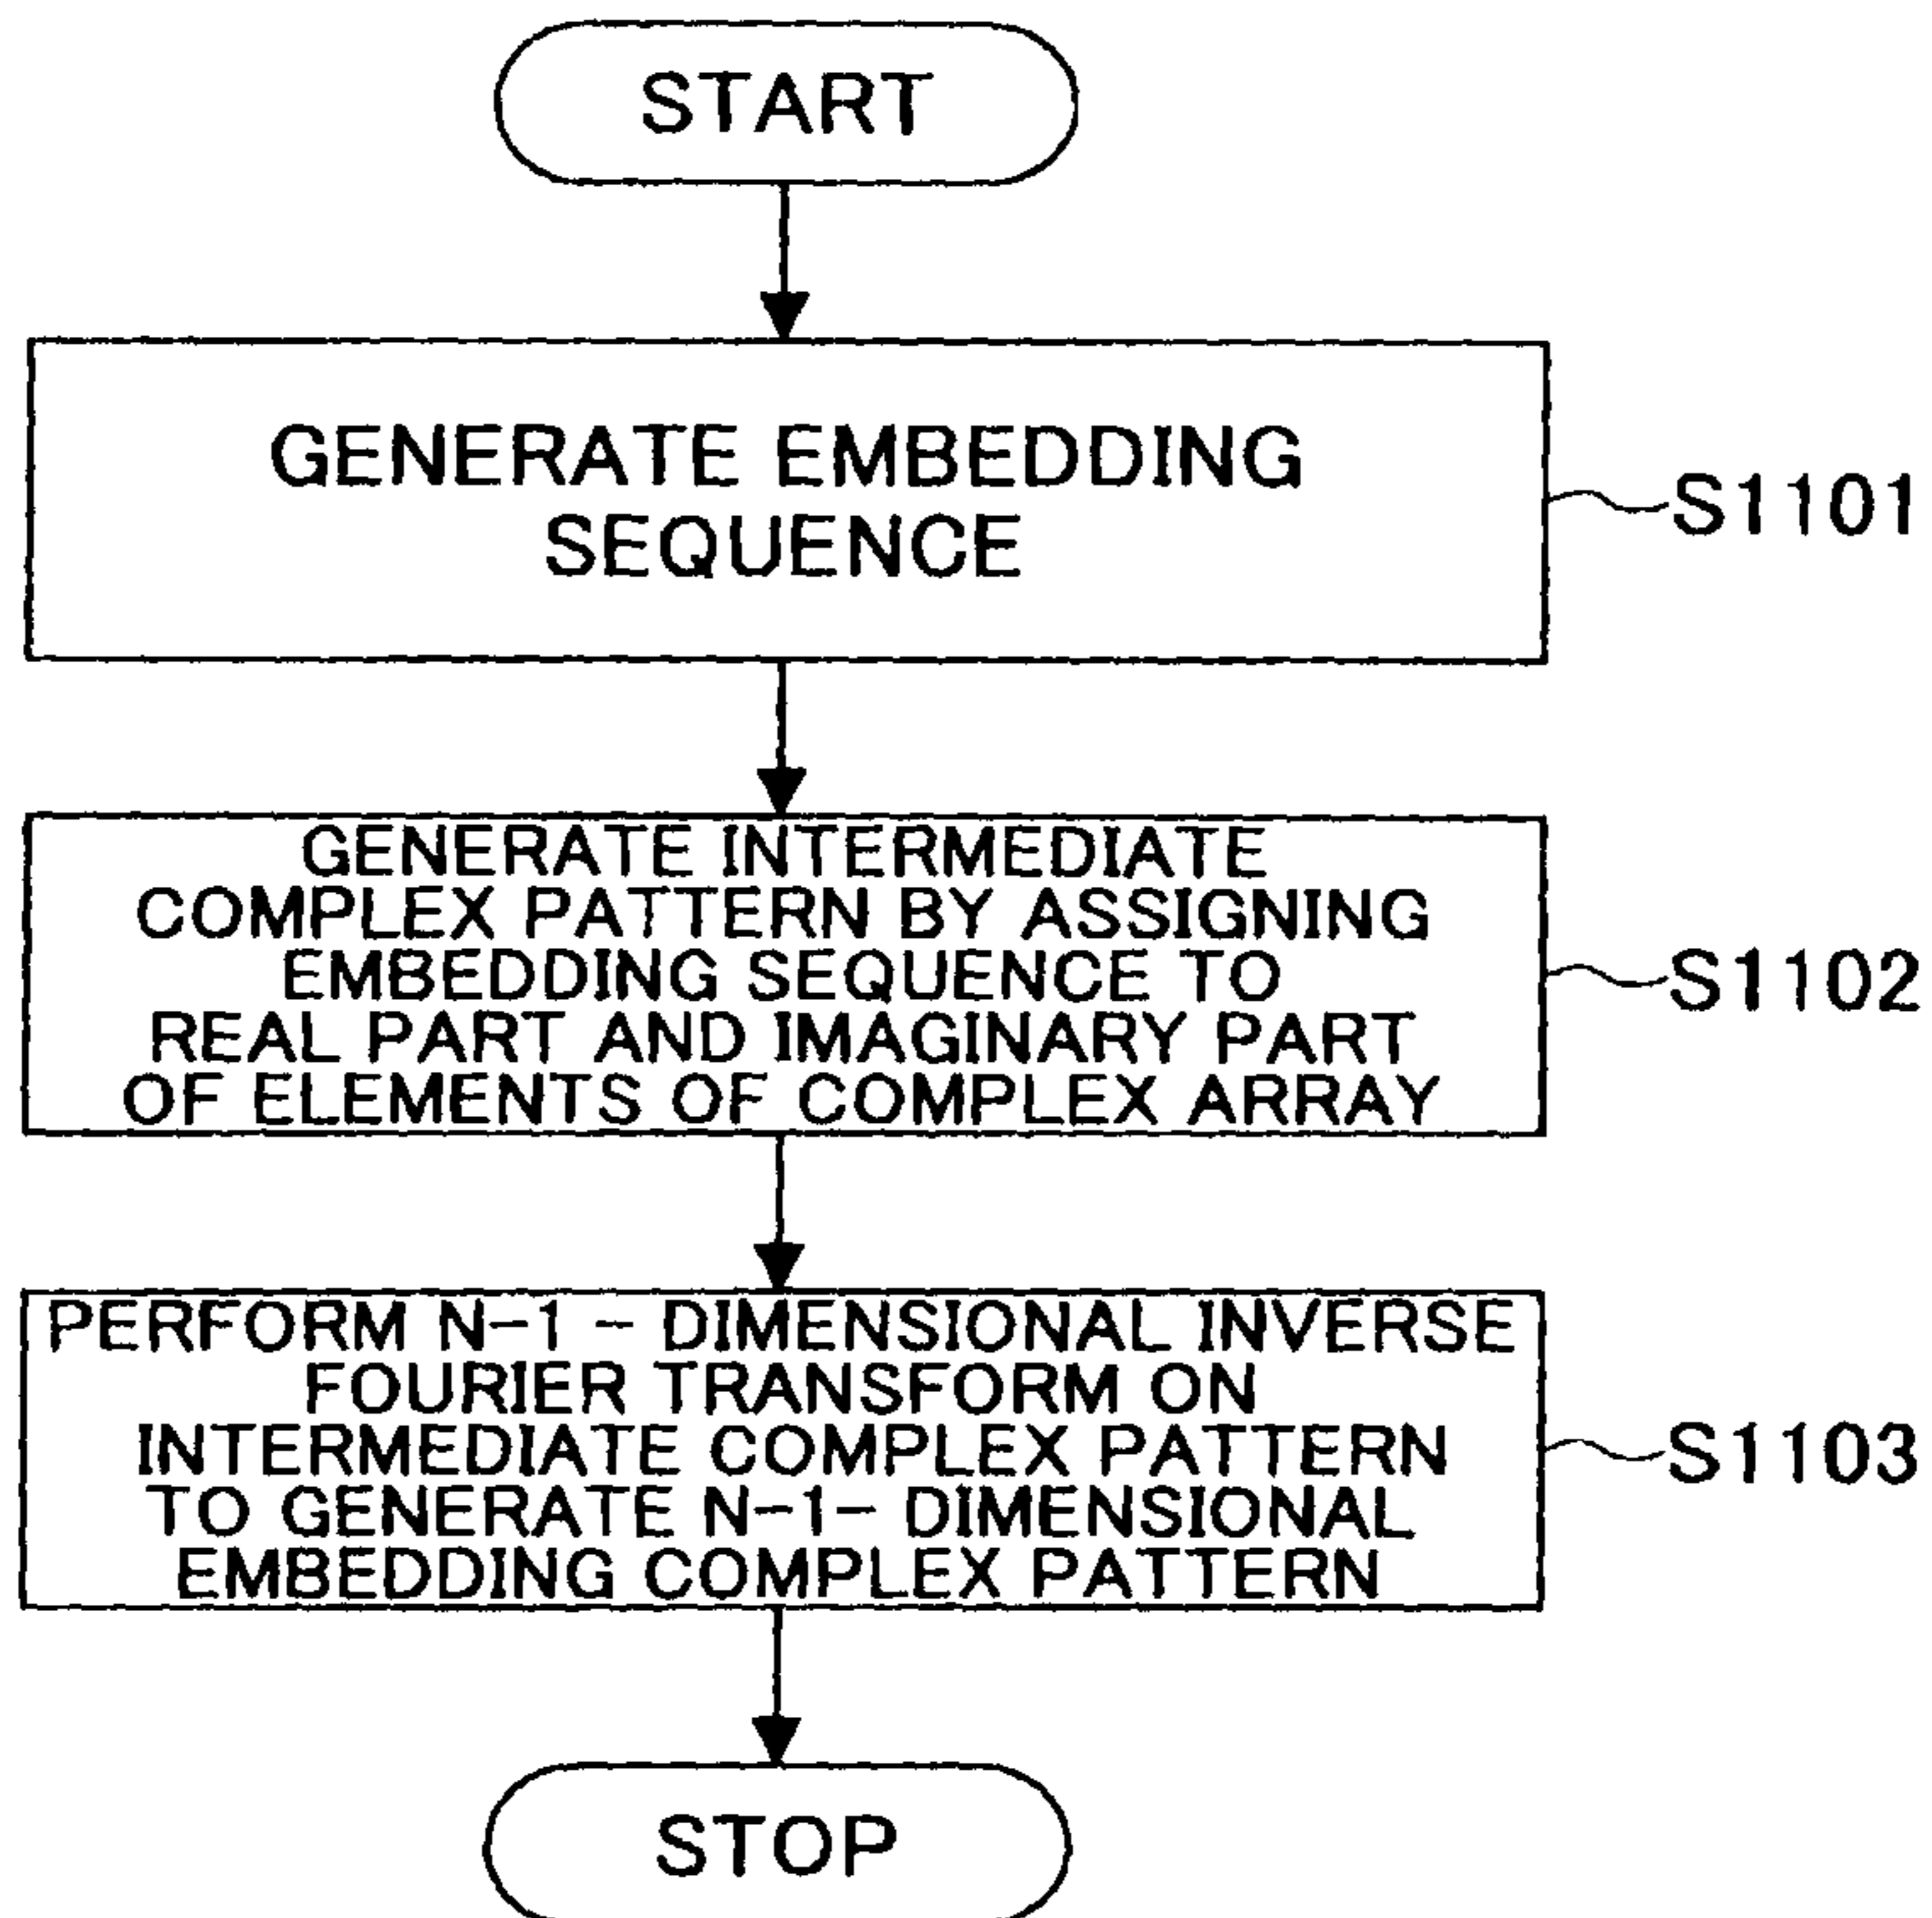 START
GENERATE EMBEDDING
SEQUENCE
S1101
GENERATE INTERMEDIATE
COMPLEX PATTERN BY ASSIGNING
EMBEDDING SEQUENCE TO
REAL PART AND IMAGINARY PART
OF ELEMENTS OF COMPLEX ARRAY
S1102
PERFORM N-1 - DIMENSIONAL INVERSE
FOURIER TRANSFORM ON
INTERMEDIATE COMPLEX PATTERN
TO GENERATE N-1- DIMENSIONAL
EMBEDDING COMPLEX PATTERN
S1103
STOP